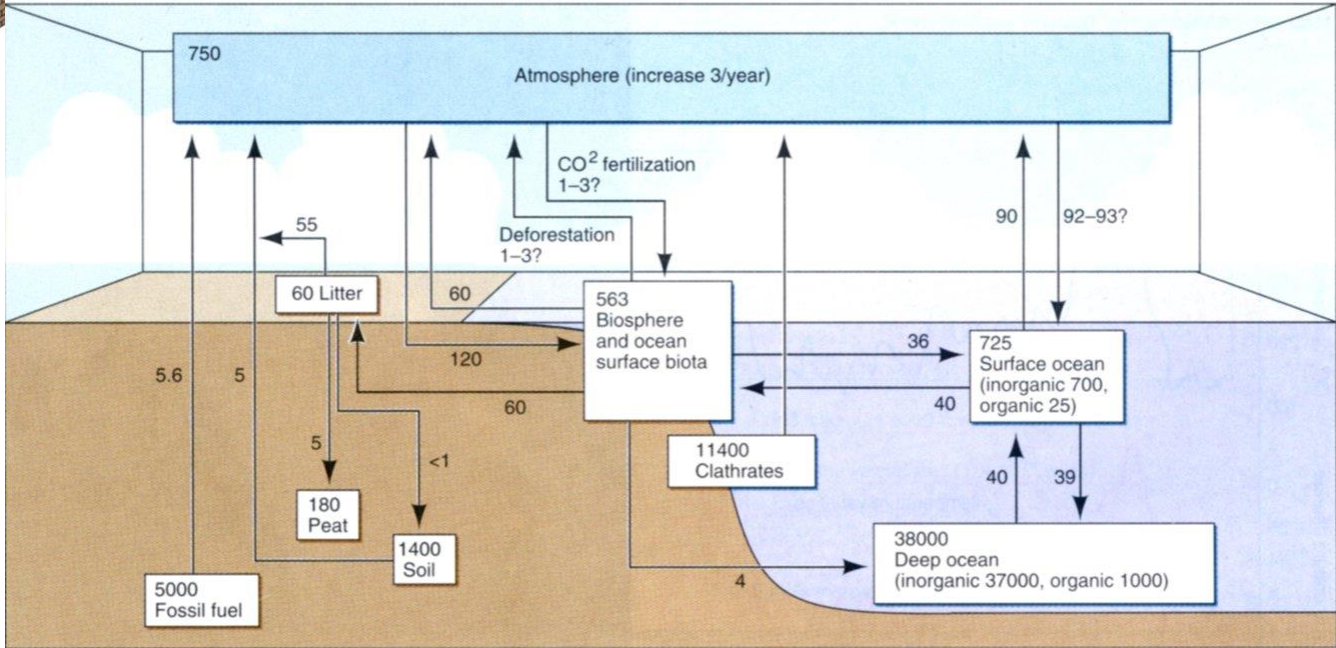 750
Atmosphere (increase 3/year)
CO² fertilization
1–3?
55
90
92–93?
Deforestation
1–3?
60 Litter
60
563
Biosphere
and ocean
surface biota
120
36
725
Surface ocean
(inorganic 700,
organic 25)
5.6
5
60
40
5
<1
11400
Clathrates
40
39
180
Peat
1400
Soil
38000
Deep ocean
(inorganic 37000, organic 1000)
4
5000
Fossil fuel